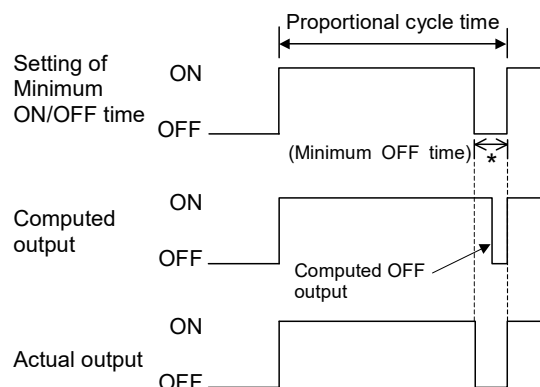 Proportional cycle time
Setting of
Minimum
ON/OFF time
ON
OFF
(Minimum OFF time)
*
Computed
output
ON
OFF
Computed OFF
output
Actual output
ON
OFF